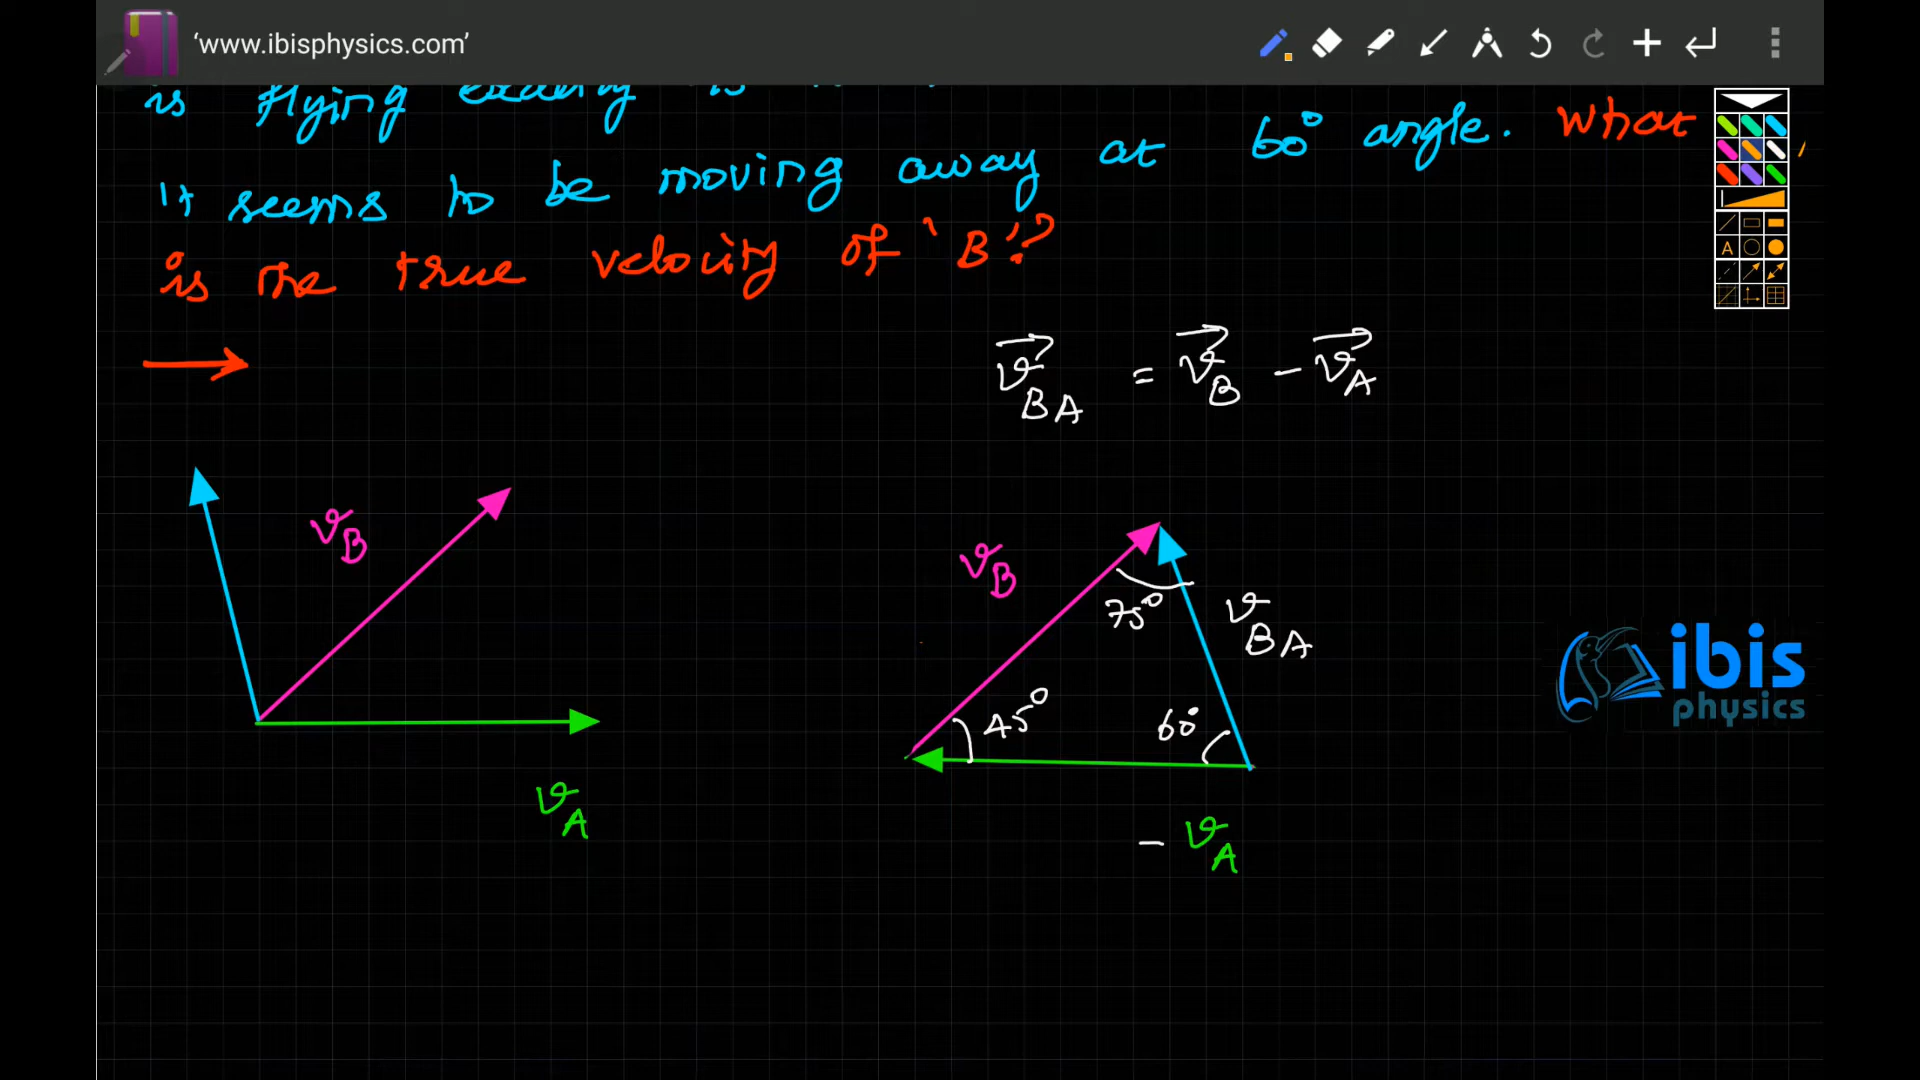 'www.ibisphysics.com'
is flying
It seems to be moving away at 60° angle. What
is the true velocity of 'B'?
v⃗BA = v⃗B - v⃗A
vB
vA
vB
75°
vBA
45°
60°
- vA
A
ibis
physics